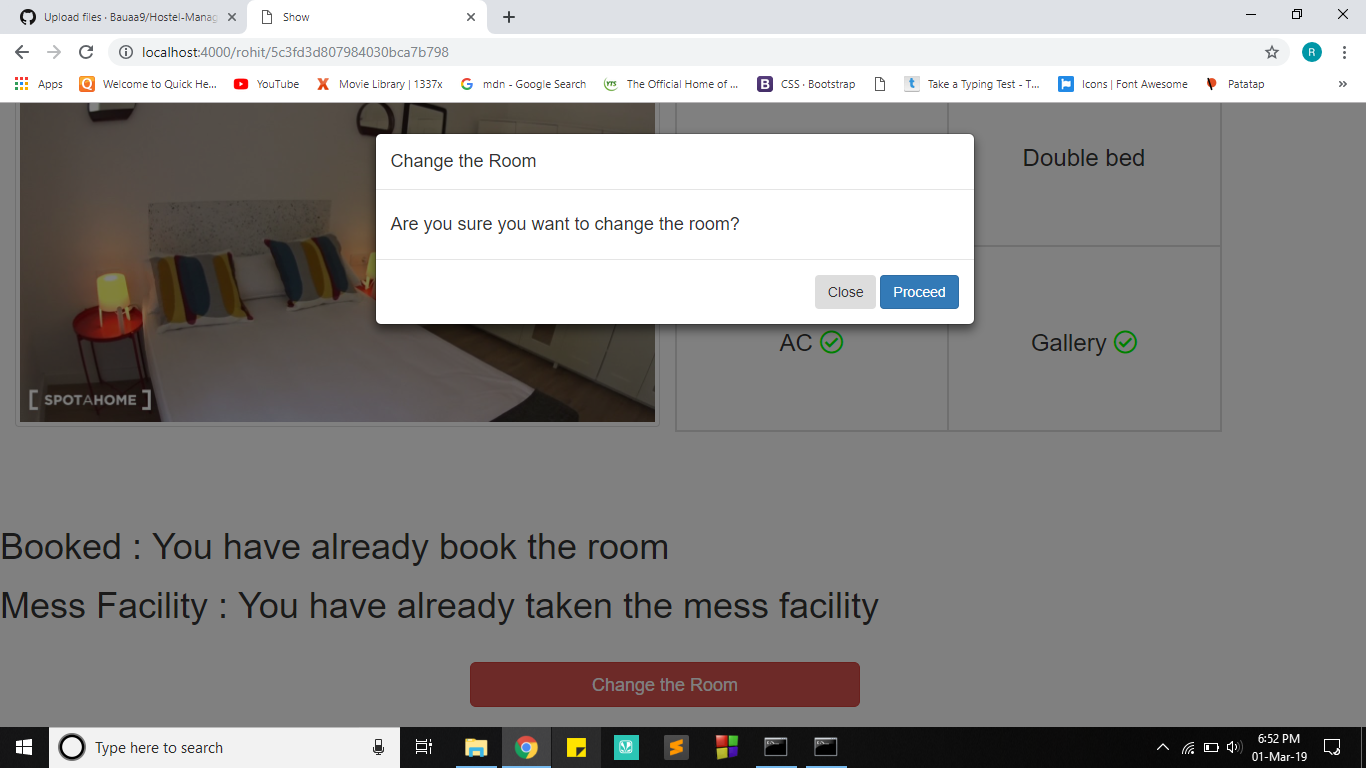 Upload files · Bauaa9/Hostel-Manag
Show
localhost:4000/rohit/5c3fd3d807984030bca7b798
R
Apps
Welcome to Quick He...
YouTube
Movie Library | 1337x
mdn - Google Search
The Official Home of ...
CSS · Bootstrap
Take a Typing Test - T...
Icons | Font Awesome
Patatap
»
Change the Room
Are you sure you want to change the room?
Close
Proceed
Double bed
AC
Gallery
[ SPOTAHOME ]
Booked : You have already book the room
Mess Facility : You have already taken the mess facility
Change the Room
Type here to search
6:52 PM
01-Mar-19